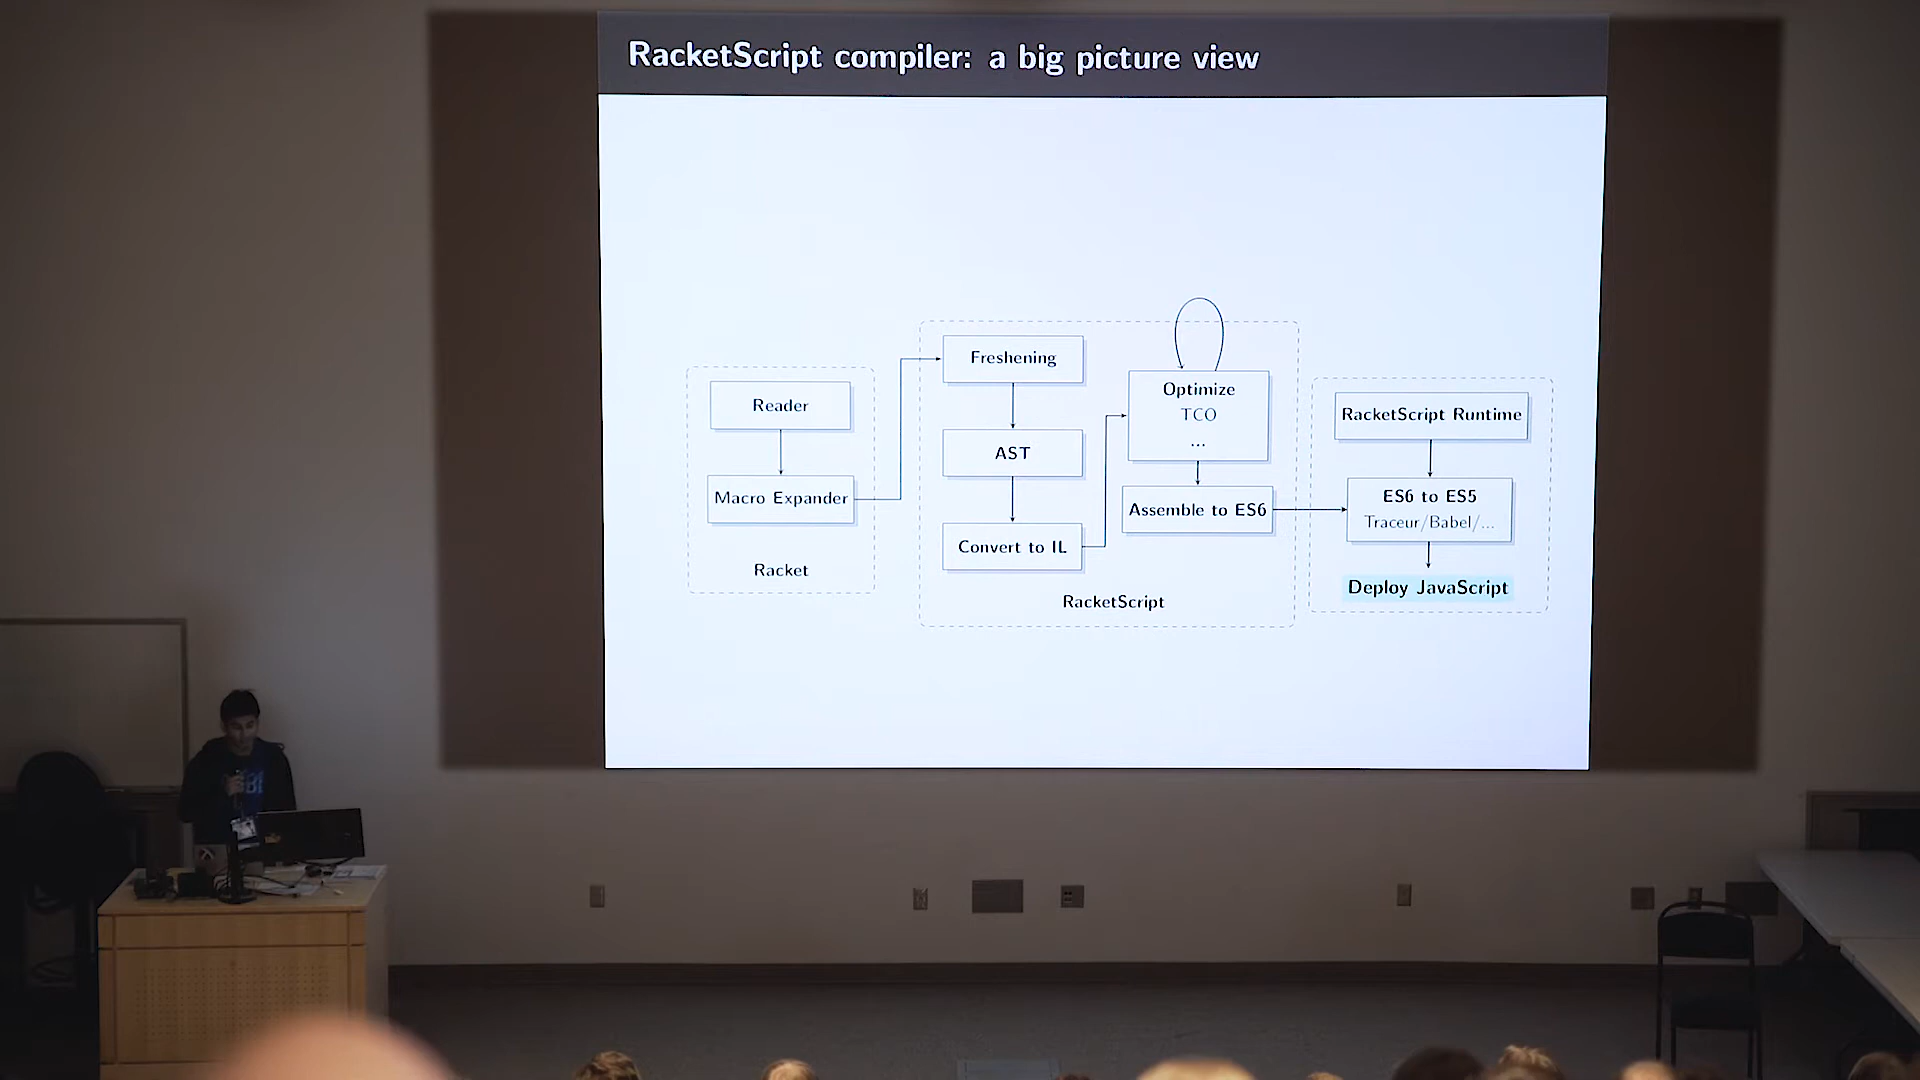 RacketScript compiler: a big picture view
Reader
Macro Expander
Racket
Freshening
AST
Convert to IL
Optimize
TCO
...
Assemble to ES6
RacketScript
RacketScript Runtime
ES6 to ES5
Traceur/Babel/...
Deploy JavaScript